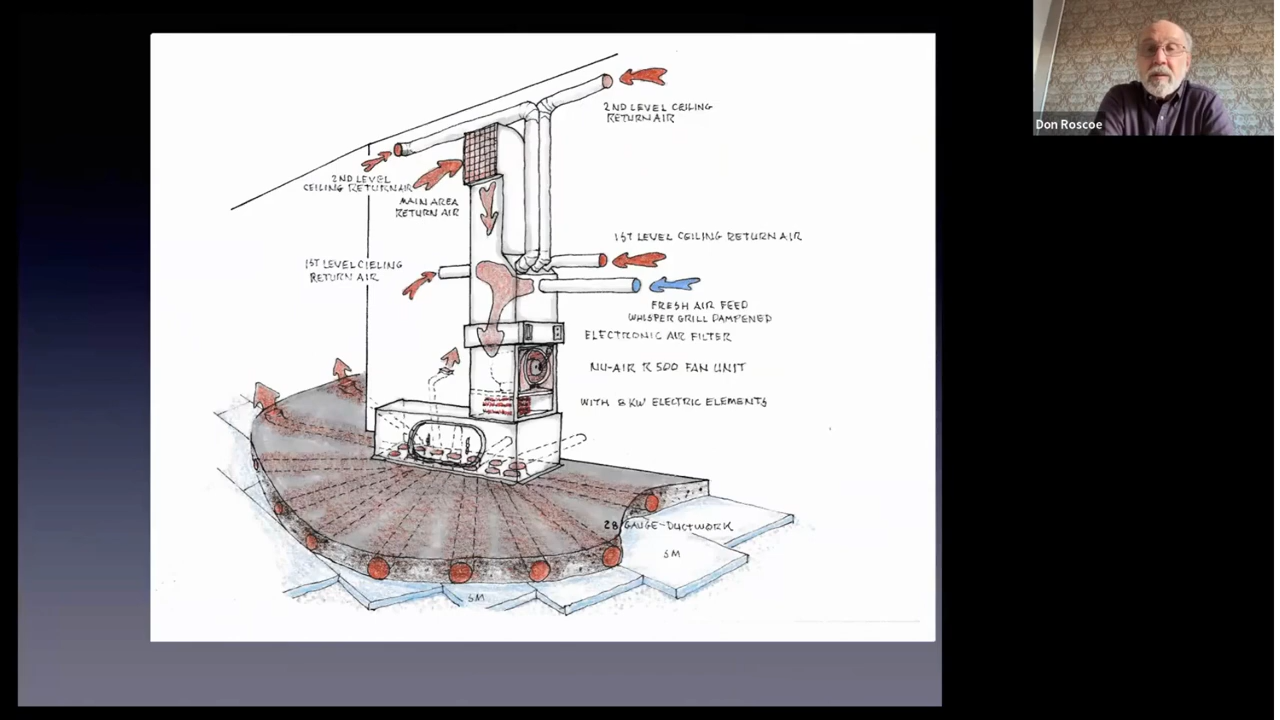 2ND LEVEL CEILING
RETURN AIR
Don Roscoe
2ND LEVEL
CEILING RETURN AIR
MAIN AREA
RETURN AIR
1ST LEVEL CEILING RETURN AIR
1ST LEVEL CIELING
RETURN AIR
FRESH AIR FEED
WHISPER GRILL DAMPENED
ELECTRONIC AIR FILTER
NU-AIR R 500 FAN UNIT
WITH 8 KW ELECTRIC ELEMENTS
28 GAUGE-DUCTWORK
SM
SM